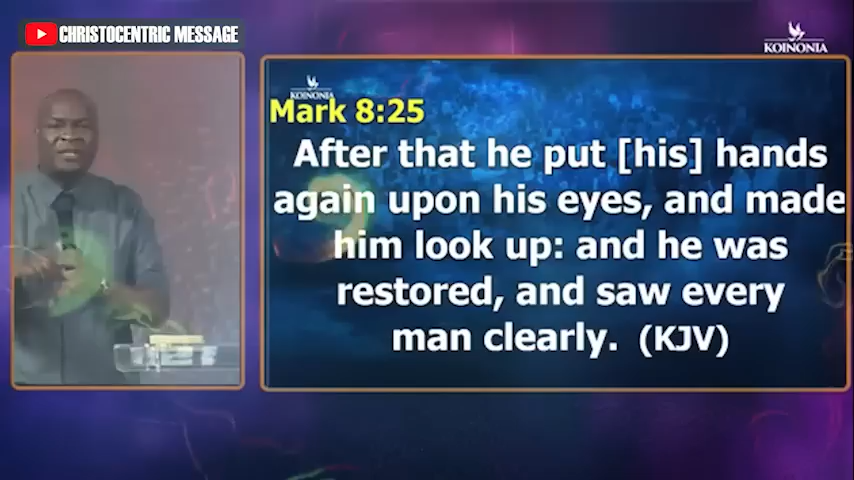 CHRISTOCENTRIC MESSAGE
KOINONIA
KOINONIA
Mark 8:25
After that he put [his] hands
again upon his eyes, and made
him look up: and he was
restored, and saw every
man clearly. (KJV)